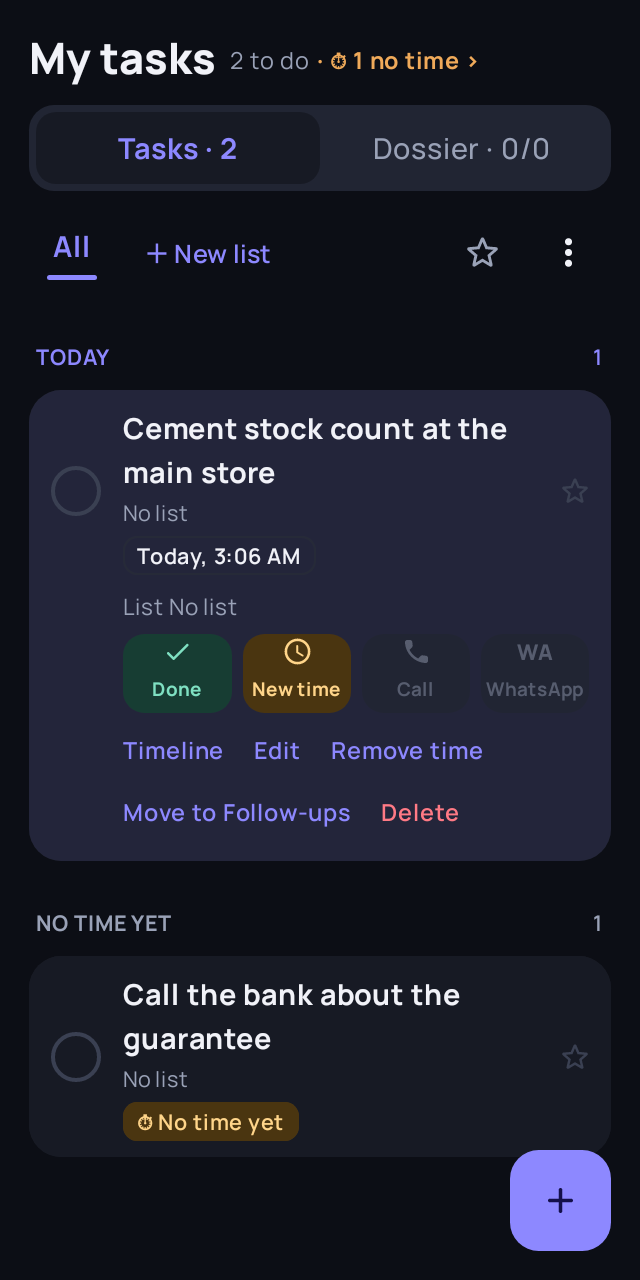 My tasks 2 to do · ⏱ 1 no time ›
Tasks · 2 Dossier · 0/0
All + New list
TODAY 1
Cement stock count at the
main store
No list
Today, 3:06 AM
List No list
WA
Done New time Call WhatsApp
Timeline Edit Remove time
Move to Follow-ups Delete
NO TIME YET 1
Call the bank about the
guarantee
No list
⏱ No time yet
+